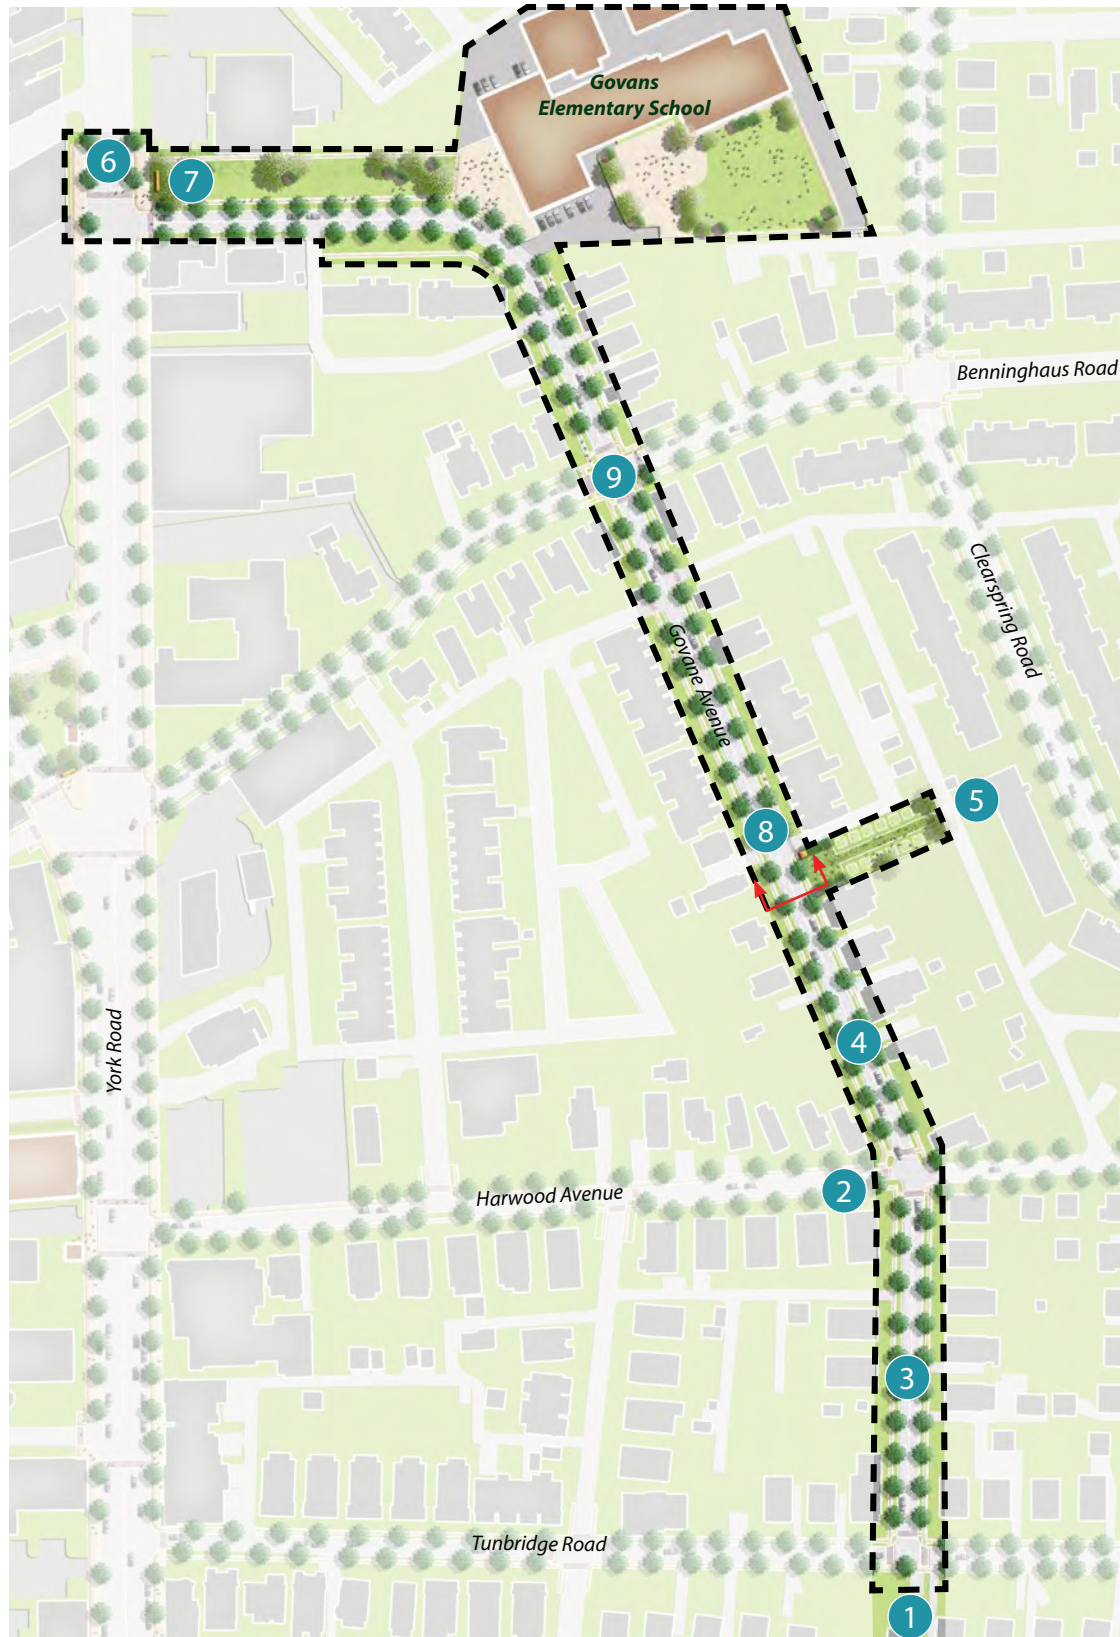 Govans
Elementary School
6
7
Benninghaus Road
9
Clearspring Road
Govane Avenue
5
8
4
York Road
2
Harwood Avenue
3
Tunbridge Road
1